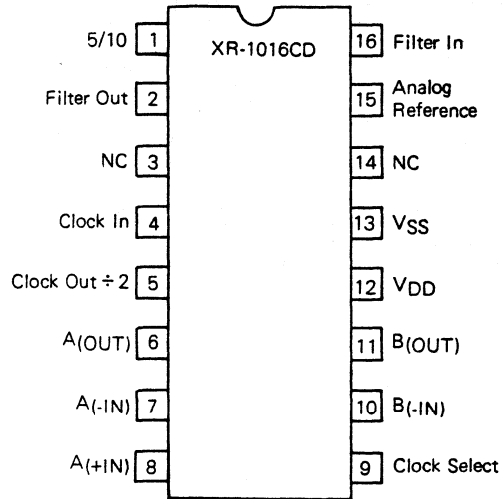 XR-1016CD
5/10 1
Filter Out 2
NC 3
Clock In 4
Clock Out ÷ 2 5
A(OUT) 6
A(-IN) 7
A(+IN) 8
16 Filter In
15 Analog
Reference
14 NC
13 VSS
12 VDD
11 B(OUT)
10 B(-IN)
9 Clock Select